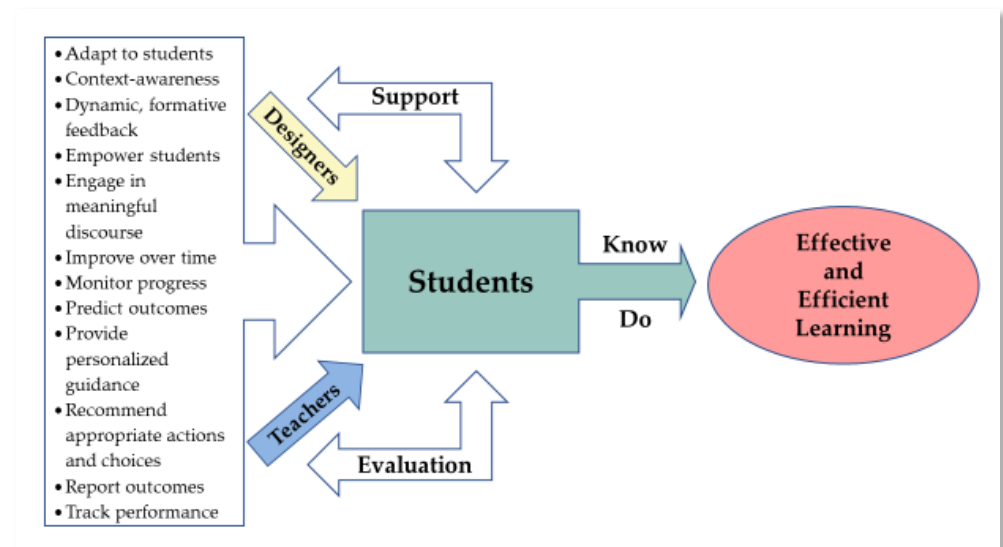 • Adapt to students
• Context-awareness
• Dynamic, formative
feedback
• Empower students
• Engage in
meaningful
discourse
• Improve over time
• Monitor progress
• Predict outcomes
• Provide
personalized
guidance
• Recommend
appropriate actions
and choices
• Report outcomes
• Track performance
Designers
Teachers
Support
Students
Evaluation
Know
Do
Effective
and
Efficient
Learning